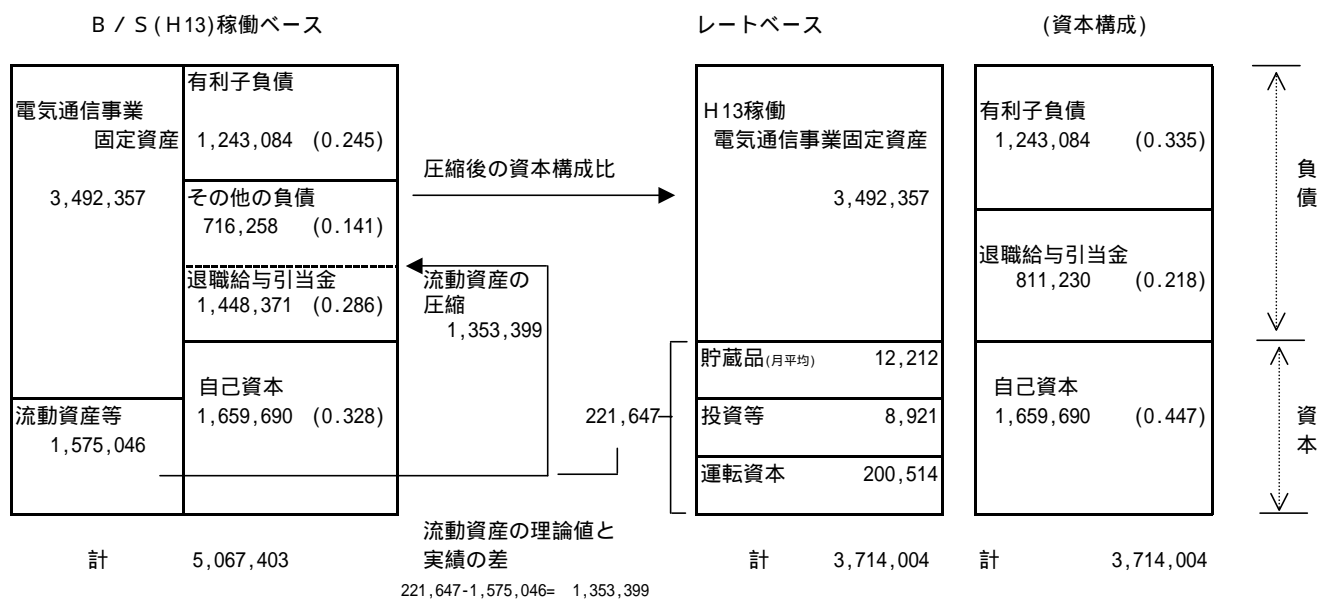 Ｂ／Ｓ(Ｈ13)稼働ベース
レートベース
(資本構成)
電気通信事業
固定資産
3,492,357
流動資産等
1,575,046
有利子負債
1,243,084 (0.245)
その他の負債
716,258 (0.141)
退職給与引当金
1,448,371 (0.286)
自己資本
1,659,690 (0.328)
計 5,067,403
圧縮後の資本構成比
流動資産の
圧縮
1,353,399
221,647
流動資産の理論値と
実績の差
221,647-1,575,046= 1,353,399
Ｈ13稼働
電気通信事業固定資産
3,492,357
貯蔵品(月平均) 12,212
投資等 8,921
運転資本 200,514
計 3,714,004
有利子負債
1,243,084 (0.335)
退職給与引当金
811,230 (0.218)
自己資本
1,659,690 (0.447)
計 3,714,004
負債
資本